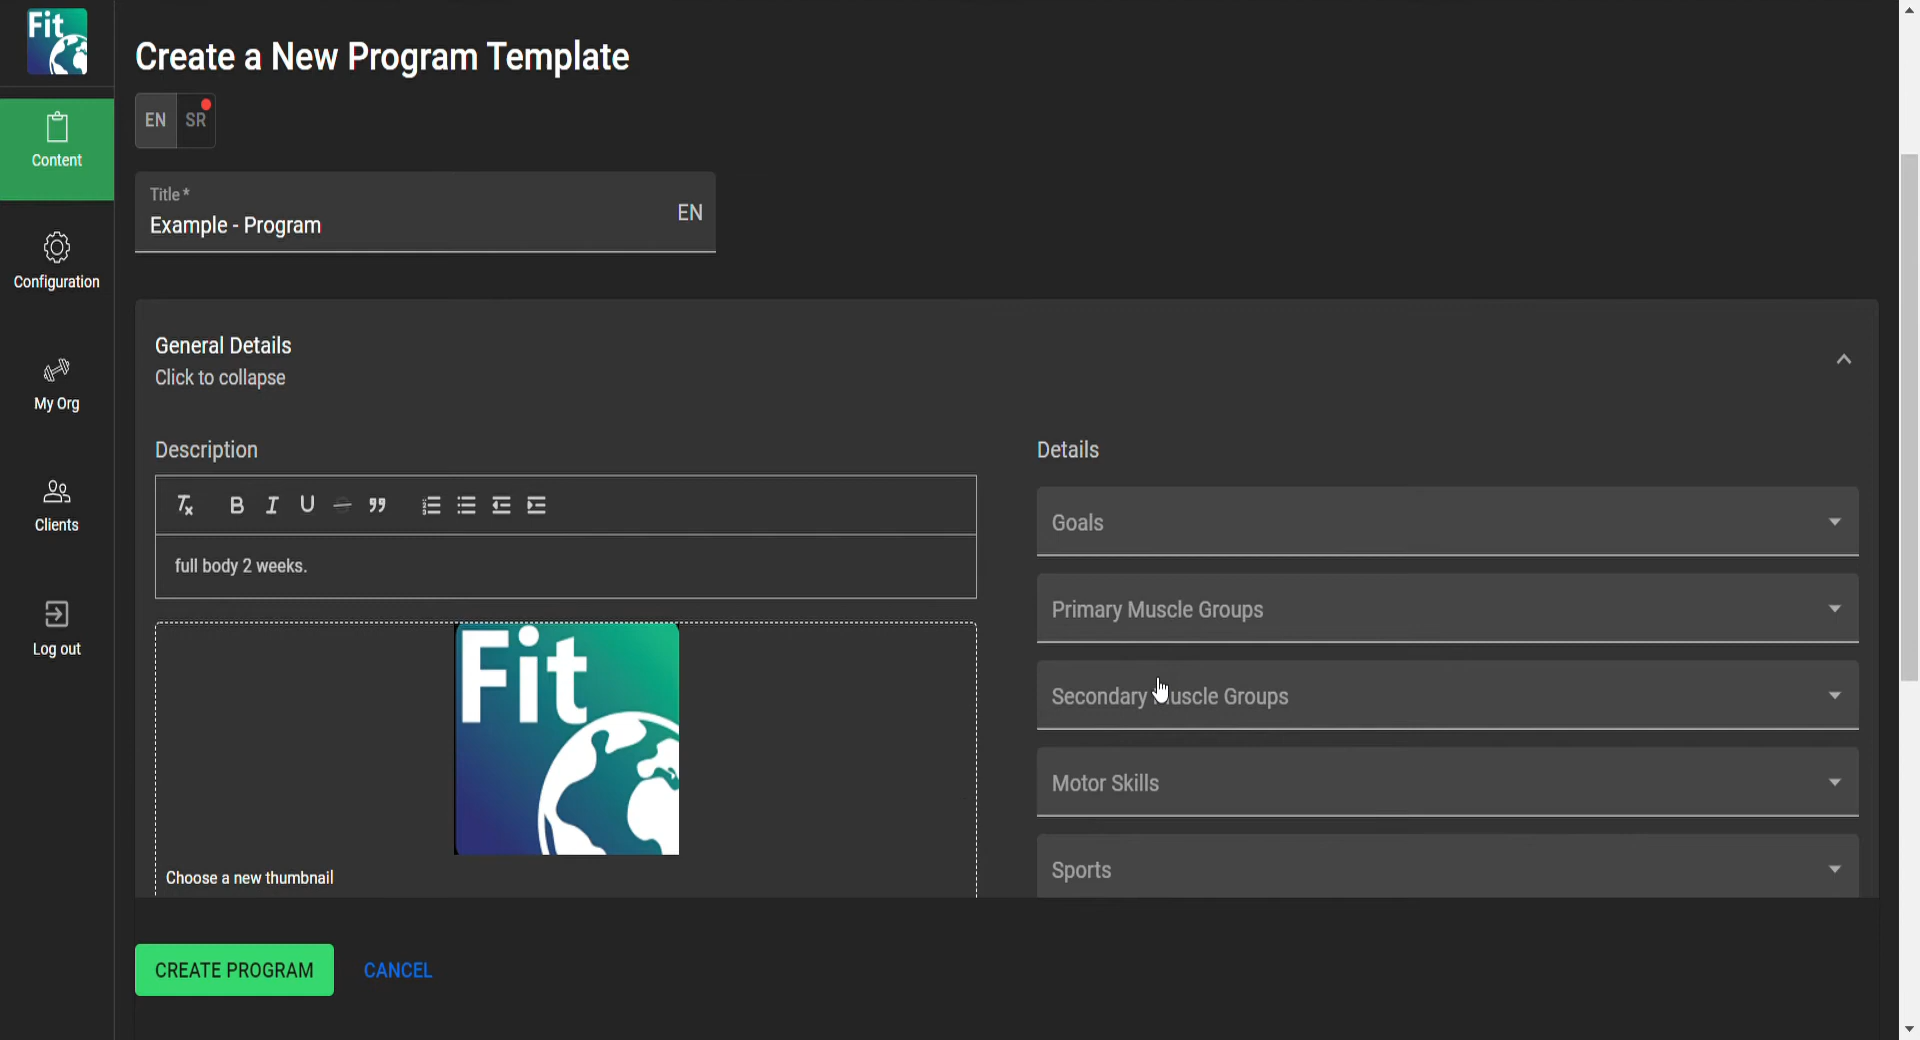 Fit
Create a New Program Template
EN SR
Content
Title *
Example - Program
EN
Configuration
General Details
Click to collapse
My Org
Description
Details
Goals
full body 2 weeks.
Clients
Primary Muscle Groups
Log out
Fit
Secondary uscle Groups
Motor Skills
Sports
Choose a new thumbnail
CREATE PROGRAM
CANCEL